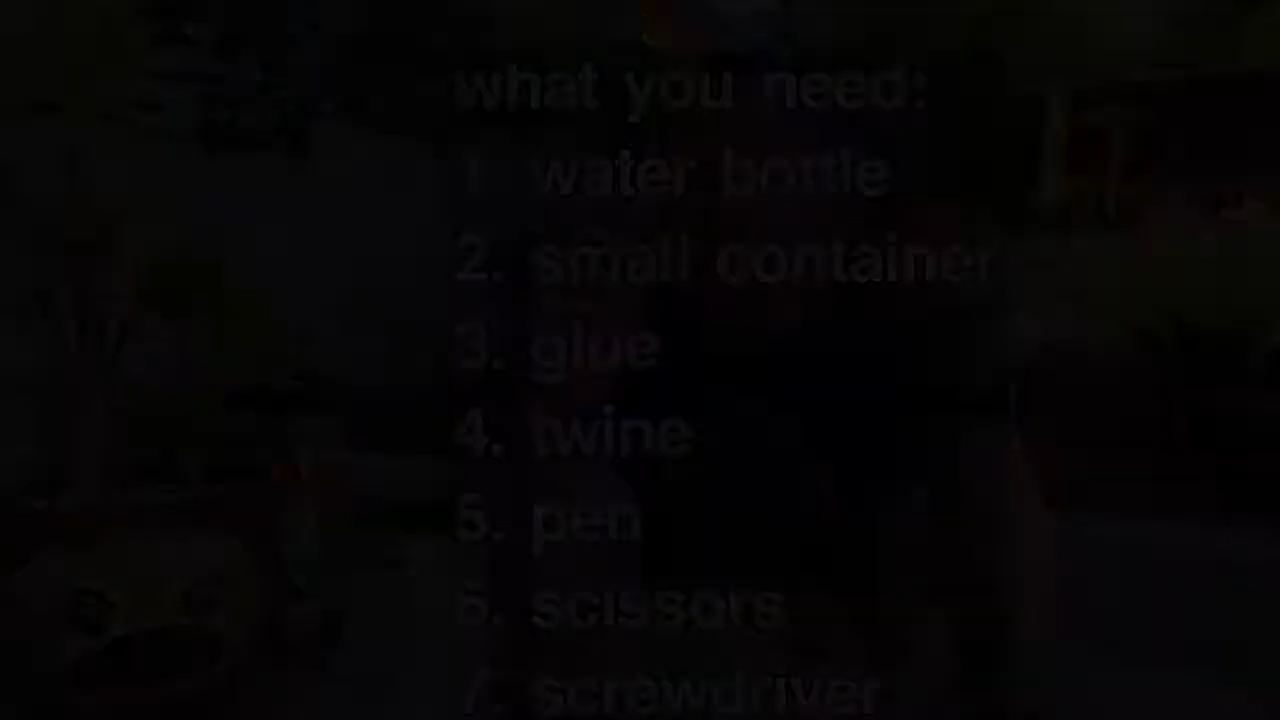 what you need:
1. water bottle
2. small container
3. glue
4. twine
5. pen
6. scissors
7. screwdriver